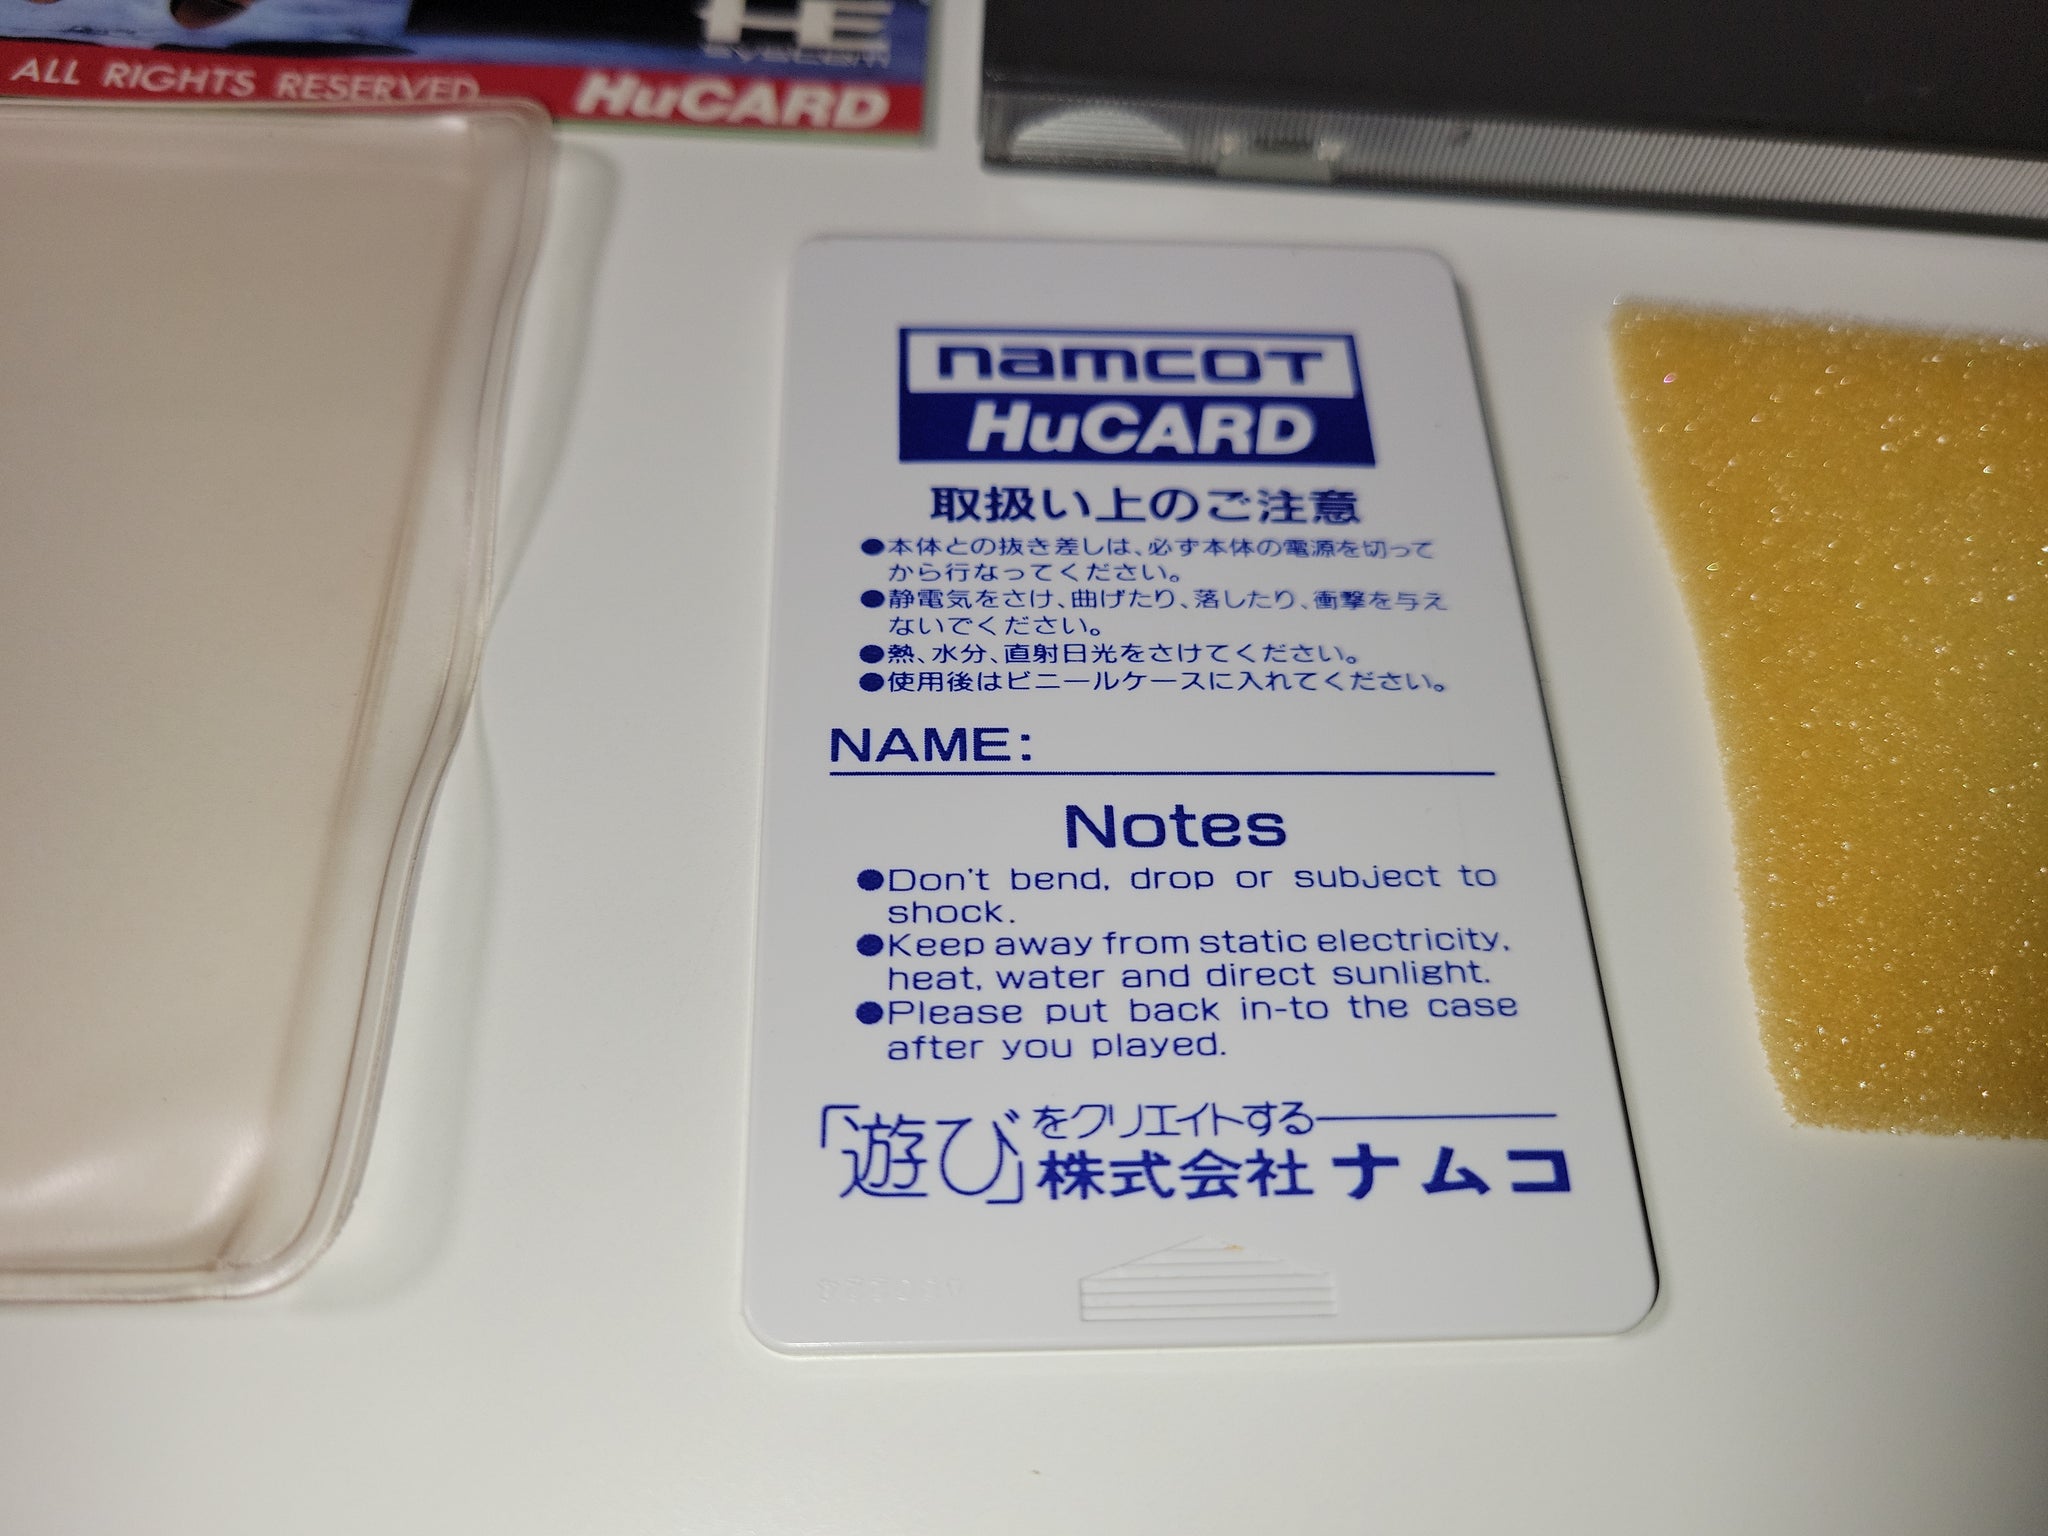 HE
system
ALL RIGHTS RESERVED
HuCARD
namcot
HuCARD
取扱い上のご注意
●本体との抜き差しは、必ず本体の電源を切って
から行なってください。
●静電気をさけ、曲げたり、落したり、衝撃を与え
ないでください。
●熱、水分、直射日光をさけてください。
●使用後はビニールケースに入れてください。
NAME:
Notes
●Don't bend, drop or subject to
shock.
●Keep away from static electricity,
heat, water and direct sunlight.
●Please put back in-to the case
after you played.
「遊び」をクリエイトする
株式会社 ナムコ